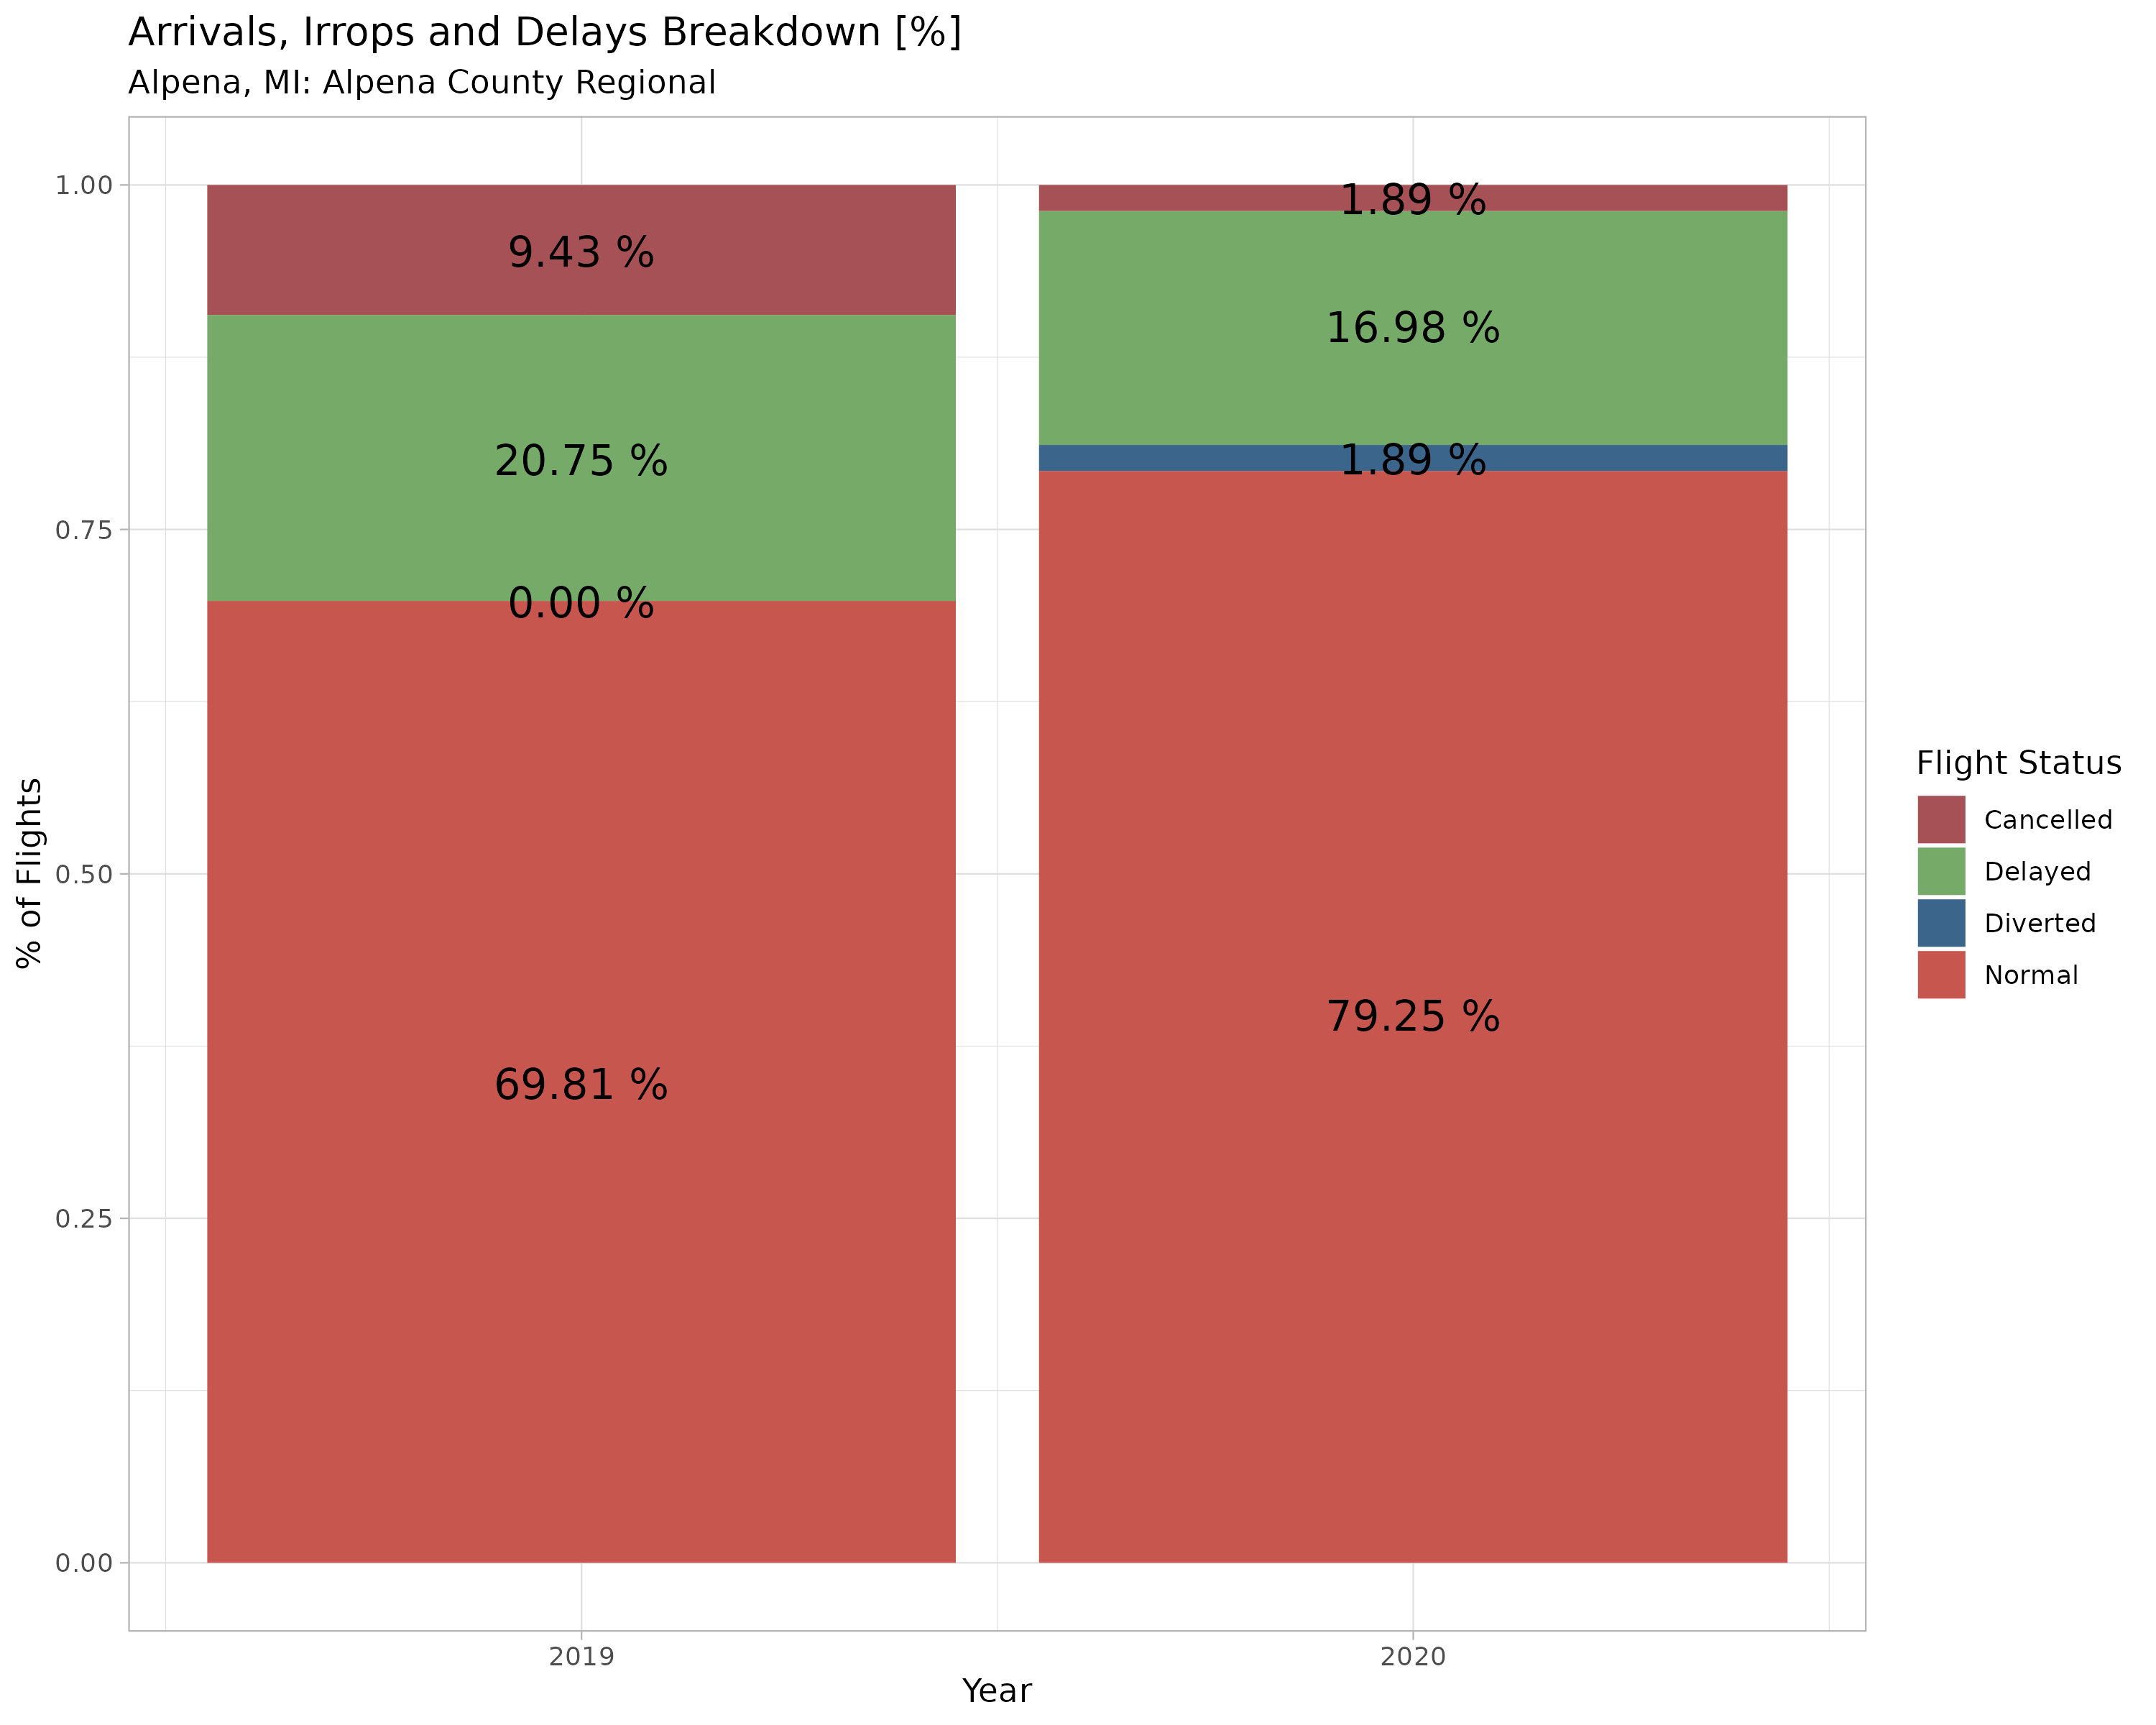 Arrivals, Irrops and Delays Breakdown [%]
Alpena, MI: Alpena County Regional
% of Flights
1.00
0.75
0.50
0.25
0.00
9.43 %
20.75 %
0.00 %
69.81 %
1.89 %
16.98 %
1.89 %
79.25 %
2019
2020
Year
Flight Status
Cancelled
Delayed
Diverted
Normal